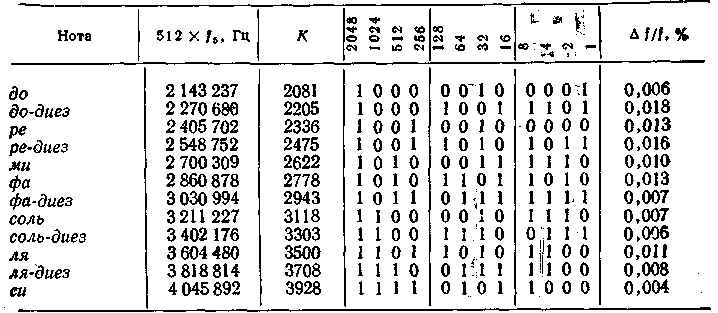 Нота 512 × f₅, Гц K 2048 1024 512 256 128 64 32 16 8 4 2 1 Δ f/f, %
до 2 143 237 2081 1 0 0 0 0 0 1 0 0 0 0 1 0,006
до-диез 2 270 680 2205 1 0 0 0 1 0 0 1 1 1 0 1 0,018
ре 2 405 702 2336 1 0 0 1 0 0 1 0 0 0 0 0 0,013
ре-диез 2 548 752 2475 1 0 0 1 1 0 1 0 1 0 1 1 0,016
ми 2 700 309 2622 1 0 1 0 0 0 1 1 1 1 1 0 0,010
фа 2 860 878 2778 1 0 1 0 1 1 0 1 1 0 1 0 0,013
фа-диез 3 030 994 2943 1 0 1 1 0 1 1 1 1 1 1 1 0,007
соль 3 211 227 3118 1 1 0 0 0 0 1 0 1 1 1 0 0,007
соль-диез 3 402 176 3303 1 1 0 0 1 1 1 0 0 1 1 1 0,006
ля 3 604 480 3500 1 1 0 1 1 0 1 0 1 1 0 0 0,011
ля-диез 3 818 814 3708 1 1 1 0 0 1 1 1 1 1 0 0 0,008
си 4 045 892 3928 1 1 1 1 0 1 0 1 1 0 0 0 0,004